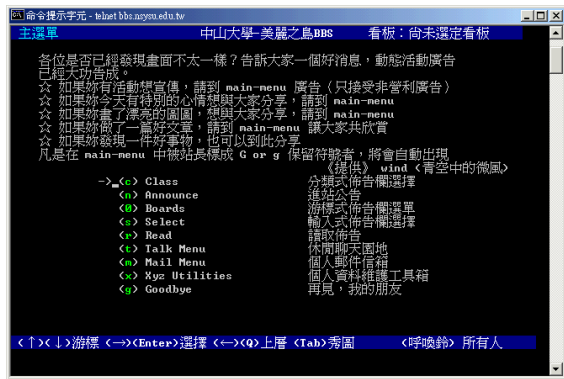 命令提示字元 - telnet bbs.nsysu.edu.tw
主選單 中山大學-美麗之島BBS 看板：尚未選定看板
各位是否已經發現畫面不太一樣？告訴大家一個好消息，動態活動廣告
已經大功告成。
☆ 如果妳有活動想宣傳，請到 main-menu 廣告（只接受非營利廣告）
☆ 如果妳今天有特別的心情想與大家分享，請到 main-menu
☆ 如果妳畫了漂亮的圖圖，想與大家分享，請到 main-menu
☆ 如果妳做了一篇好文章，請到 main-menu 讓大家共欣賞
☆ 如果妳發現一件好事物，也可以到此分享
凡是在 main-menu 中被站長標成 G or g 保留符號者，將會自動出現
《提供》 wind〈青空中的微風〉
->_(c) Class 分類式佈告欄選擇
(n) Announce 進站公告
(0) Boards 游標式佈告欄選單
(s) Select 輸入式佈告欄選擇
(r) Read 讀取佈告
(t) Talk Menu 休閒聊天園地
(m) Mail Menu 個人郵件信箱
(x) Xyz Utilities 個人資料維護工具箱
(g) Goodbye 再見，我的朋友
<↑><↓>游標 <→><Enter>選擇 <←><Q>上層 <Tab>秀圖 <呼喚鈴> 所有人